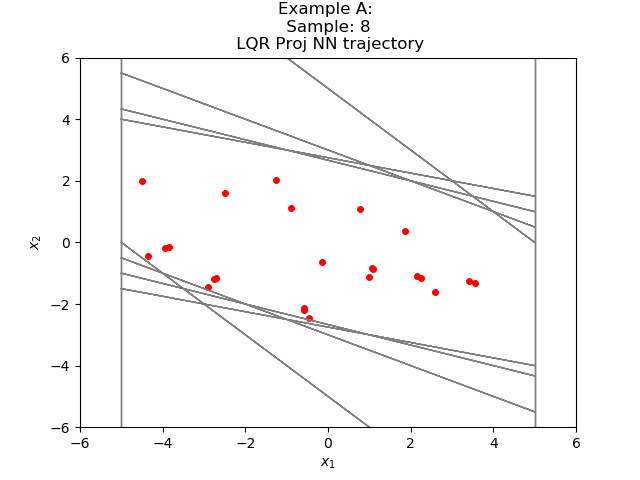 Example A:
Sample: 8
LQR Proj NN trajectory
6
4
2
0
−2
−4
−6
x₂
−6 −4 −2 0 2 4 6
x₁